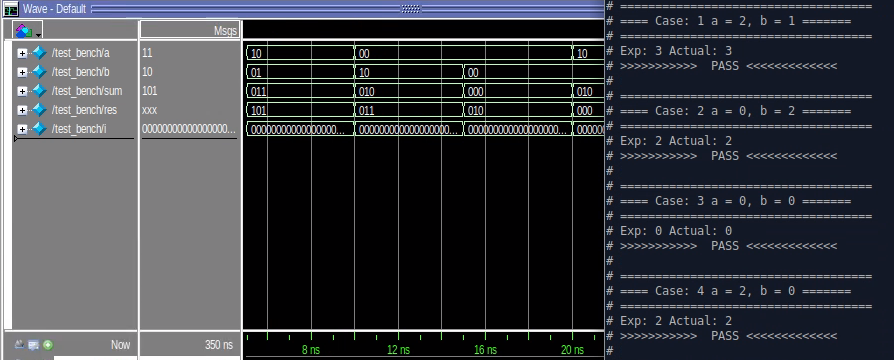 Wave - Default
Msgs
/test_bench/a 11 10 00 10
/test_bench/b 10 01 10 00
/test_bench/sum 101 011 010 000 010
/test_bench/res xxx 101 011 010 000
/test_bench/i 00000000000000000... 00000000000000000... 00000000000000000... 00000000000000000... 00000
Now 350 ns 8 ns 12 ns 16 ns 20 ns
# ====================================
# ==== Case: 1 a = 2, b = 1 =======
# ====================================
# Exp: 3 Actual: 3
# >>>>>>>>>>> PASS <<<<<<<<<<<<<
#
# ====================================
# ==== Case: 2 a = 0, b = 2 =======
# ====================================
# Exp: 2 Actual: 2
# >>>>>>>>>>> PASS <<<<<<<<<<<<<
#
# ====================================
# ==== Case: 3 a = 0, b = 0 =======
# ====================================
# Exp: 0 Actual: 0
# >>>>>>>>>>> PASS <<<<<<<<<<<<<
#
# ====================================
# ==== Case: 4 a = 2, b = 0 =======
# ====================================
# Exp: 2 Actual: 2
# >>>>>>>>>>> PASS <<<<<<<<<<<<<
#